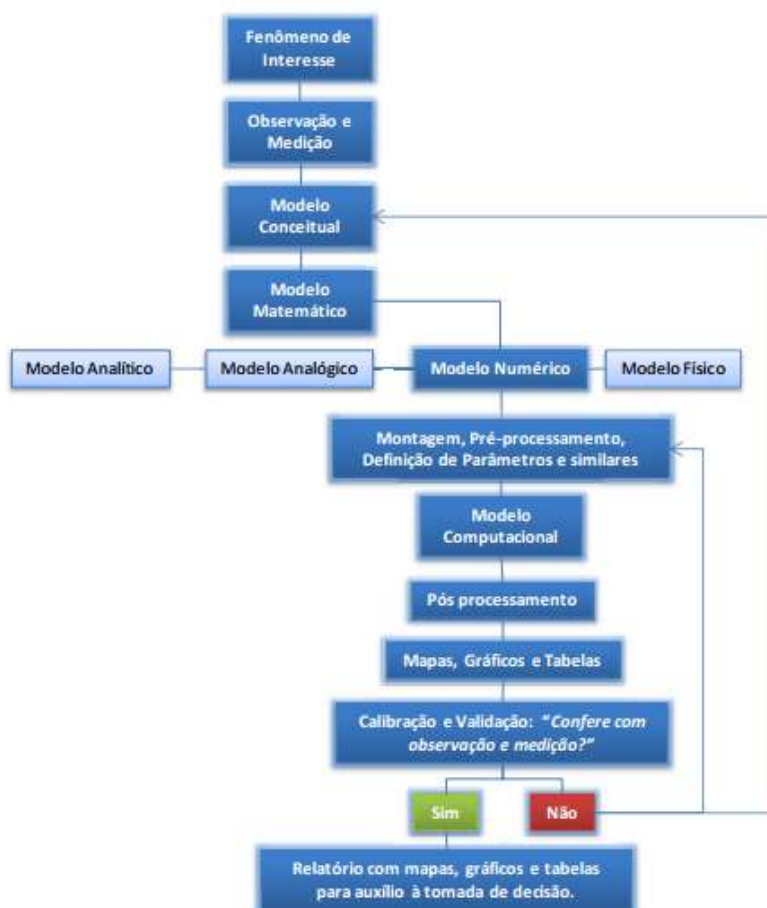 Fenômeno de
Interesse
Observação e
Medição
Modelo
Conceitual
Modelo
Matemático
Modelo Analítico
Modelo Analógico
Modelo Numérico
Modelo Físico
Montagem, Pré-processamento,
Definição de Parâmetros e similares
Modelo
Computacional
Pós processamento
Mapas, Gráficos e Tabelas
Calibração e Validação: "Confere com
observação e medição?"
Sim
Não
Relatório com mapas, gráficos e tabelas
para auxílio à tomada de decisão.